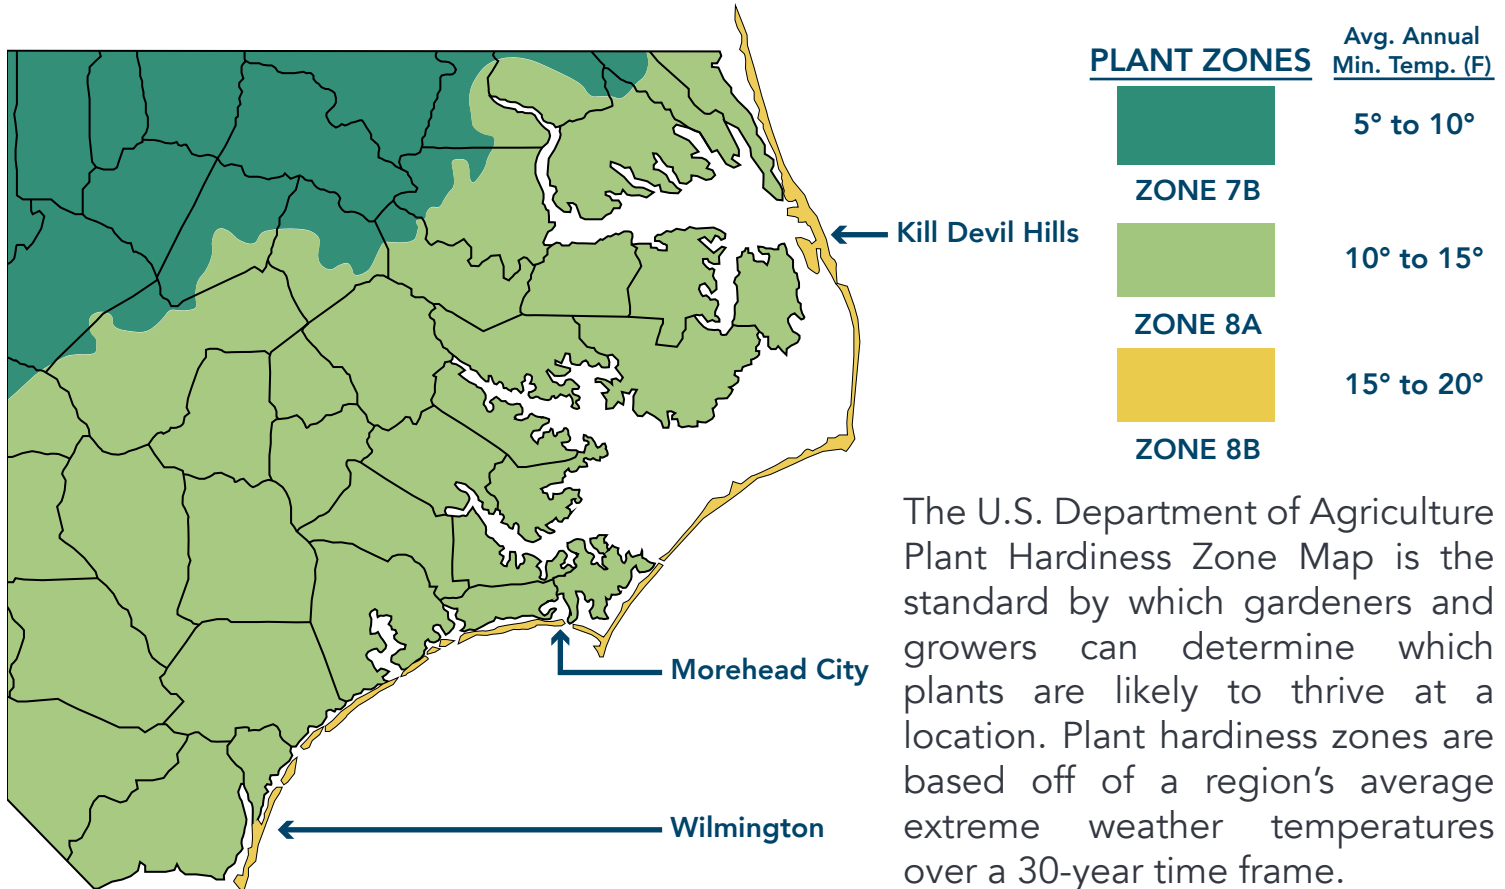 PLANT ZONES
Avg. Annual
Min. Temp. (F)
5° to 10°
ZONE 7B
10° to 15°
ZONE 8A
15° to 20°
ZONE 8B
Kill Devil Hills
Morehead City
Wilmington
The U.S. Department of Agriculture
Plant Hardiness Zone Map is the
standard by which gardeners and
growers can determine which
plants are likely to thrive at a
location. Plant hardiness zones are
based off of a region’s average
extreme weather temperatures
over a 30-year time frame.